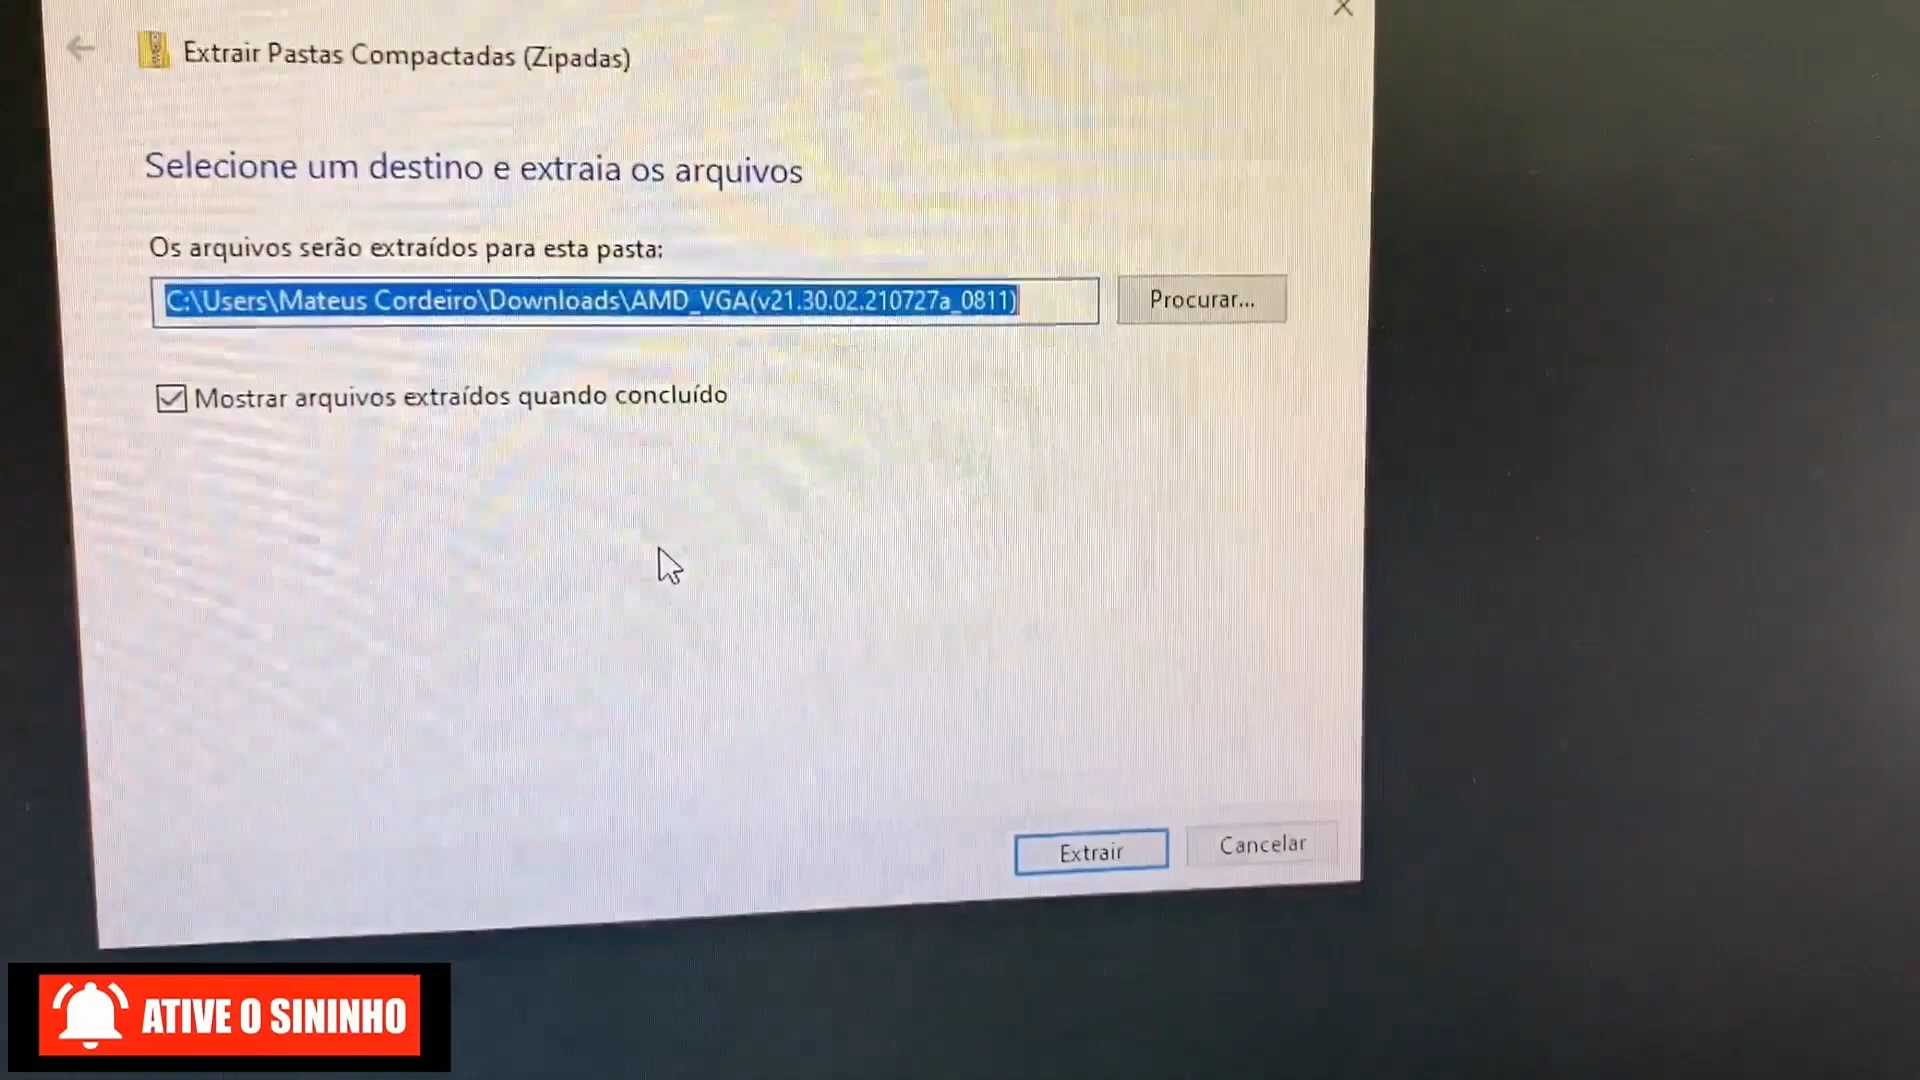 Extrair Pastas Compactadas (Zipadas)
Selecione um destino e extraia os arquivos
Os arquivos serão extraídos para esta pasta:
C:\Users\Mateus Cordeiro\Downloads\AMD_VGA(v21.30.02.210727a_0811)
Procurar...
Mostrar arquivos extraídos quando concluído
Extrair
Cancelar
ATIVE O SININHO